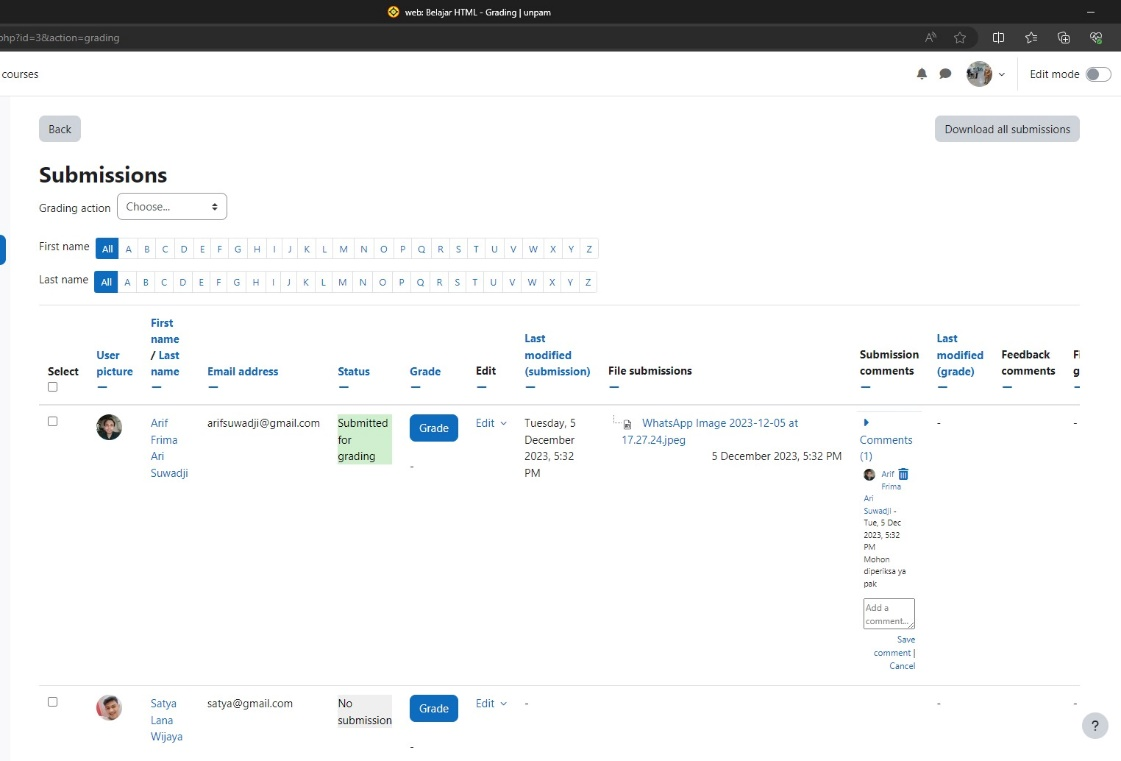 web: Belajar HTML - Grading | unpam
php?id=3&action=grading
courses
Edit mode
Back
Download all submissions
Submissions
Grading action
Choose...
First name
All A B C D E F G H I J K L M N O P Q R S T U V W X Y Z
Last name
All A B C D E F G H I J K L M N O P Q R S T U V W X Y Z
Select
User
picture
First
name
/ Last
name
Email address
Status
Grade
Edit
Last
modified
(submission)
File submissions
Submission
comments
Last
modified
(grade)
Feedback
comments
Arif
Frima
Ari
Suwadji
arifsuwadji@gmail.com
Submitted
for
grading
Grade
-
Edit
Tuesday, 5
December
2023, 5:32
PM
WhatsApp Image 2023-12-05 at
17.27.24.jpeg
5 December 2023, 5:32 PM
Comments
(1)
Arif
Frima
Ari
Suwadji -
Tue, 5 Dec
2023, 5:32
PM
Mohon
diperiksa ya
pak
Add a
comment...
Save
comment |
Cancel
-
-
Satya
Lana
Wijaya
satya@gmail.com
No
submission
Grade
-
Edit
-
-
-
?